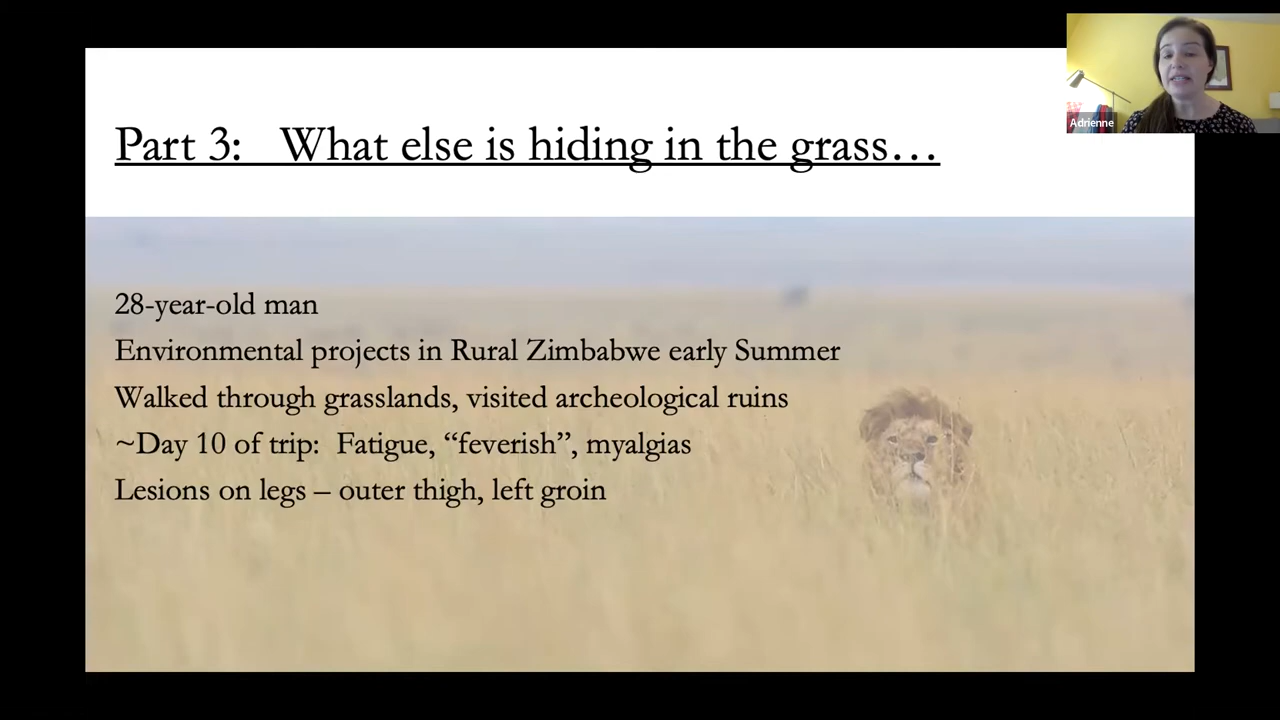 Part 3: What else is hiding in the grass…
28-year-old man
Environmental projects in Rural Zimbabwe early Summer
Walked through grasslands, visited archeological ruins
~Day 10 of trip: Fatigue, “feverish”, myalgias
Lesions on legs – outer thigh, left groin
Adrienne